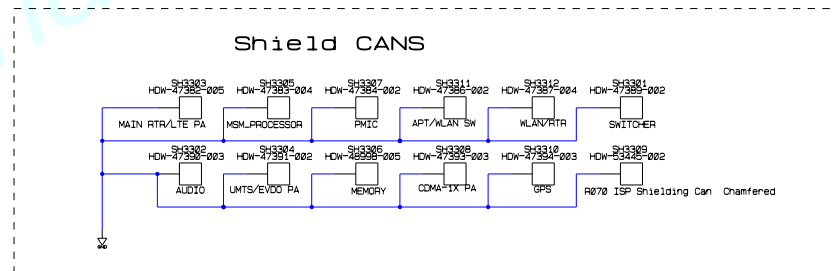 Shield CANS
SH3303 SH3305 SH3307 SH3311 SH3312 SH3301
HDW-47382-005 HDW-47383-004 HDW-47384-002 HDW-47386-002 HDW-47387-004 HDW-47389-002
MAIN RTR/LTE PA MSM_PROCESSOR PMIC APT/WLAN SW WLAN/RTR SWITCHER
SH3302 SH3304 SH3306 SH3308 SH3310 SH3309
HDW-47390-003 HDW-47391-002 HDW-48998-005 HDW-47393-003 HDW-47394-003 HDW-53445-002
AUDIO UMTS/EVDO PA MEMORY CDMA-1X PA GPS R070 ISP Shielding Can Chamfered